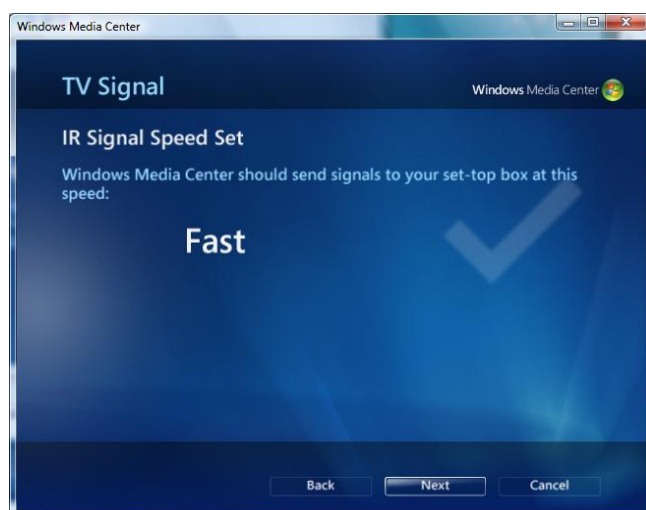 Windows Media Center
TV Signal
Windows Media Center
IR Signal Speed Set
Windows Media Center should send signals to your set-top box at this
speed:
Fast
Back Next Cancel